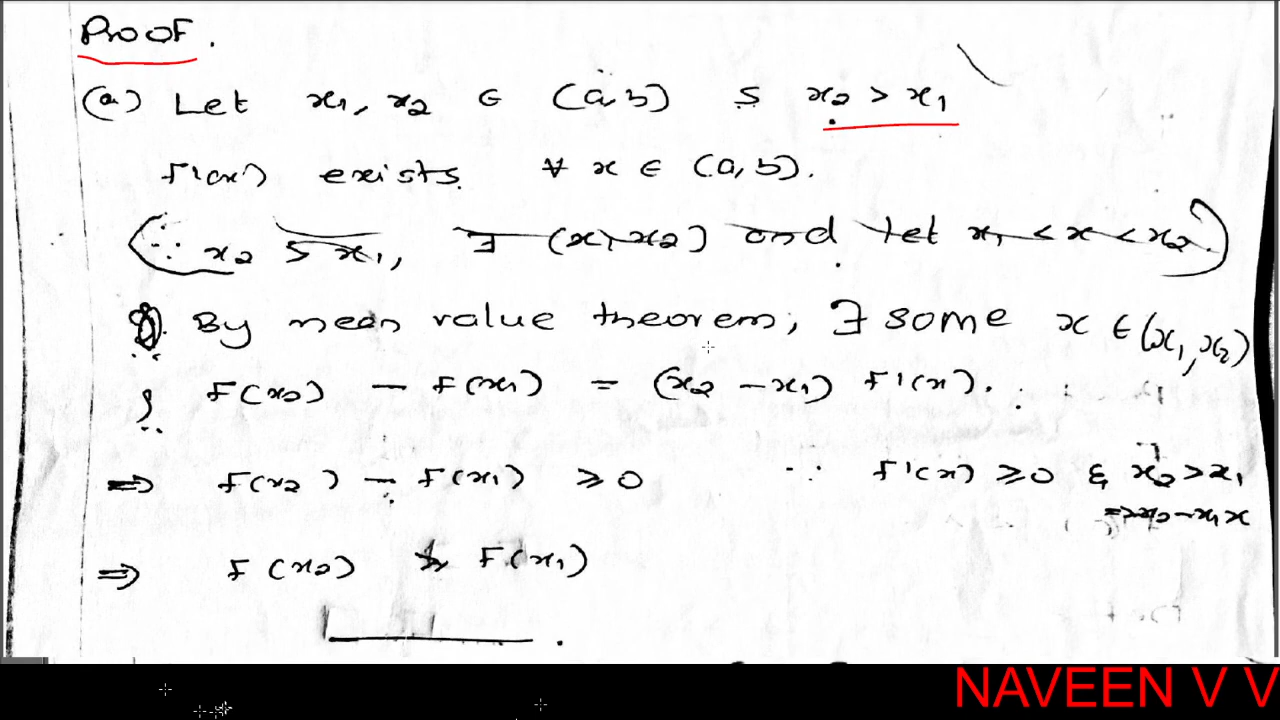 Proof.
(a) Let x₁, x₂ ∈ (a,b) s x₂ > x₁
f'(x) exists. ∀ x ∈ (a,b).
(∵ x₂ > x₁, ∃ (x₁ x₂) and let x₁ < x < x₂.)
By mean value theorem, ∃ some x ∈ (x₁, x₂)
f(x₂) − f(x₁) = (x₂ − x₁) f'(x).
⇒ f(x₂) − f(x₁) ≥ 0 ∵ f'(x) ≥ 0 & x₂ > x₁
⇒ f(x₂) f(x₁)
NAVEEN V V